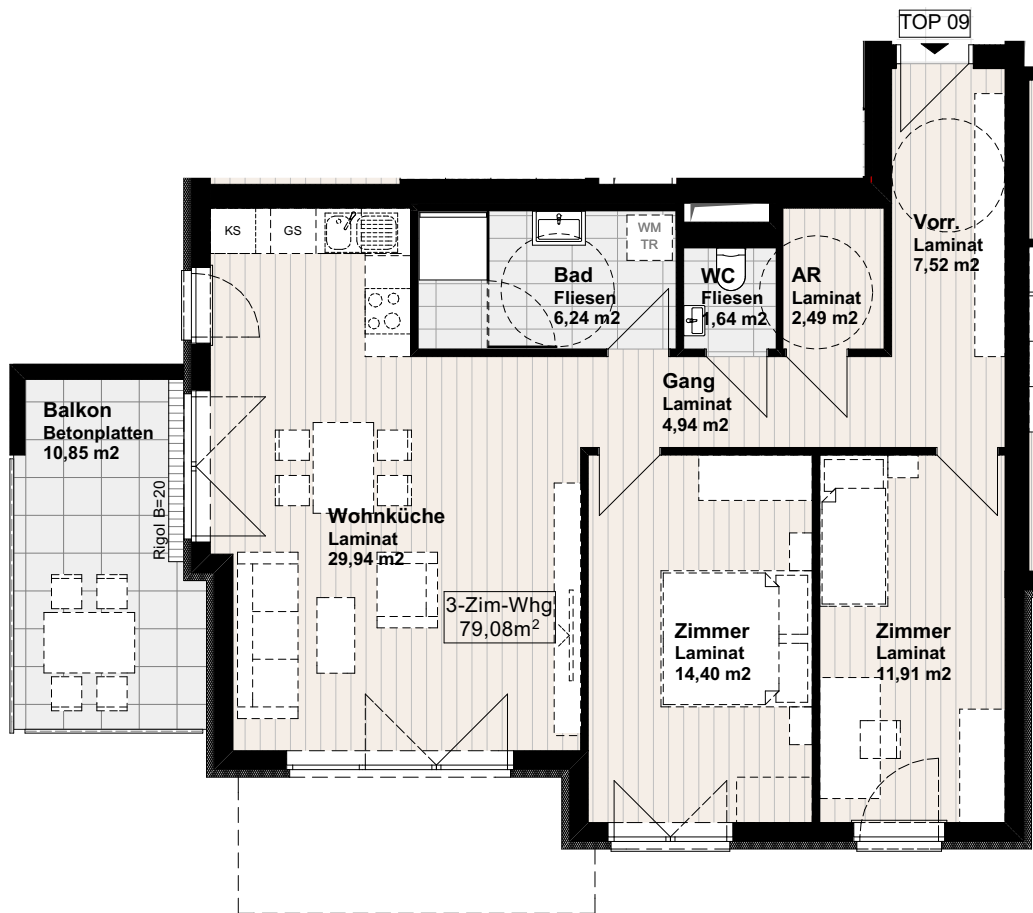 TOP 09
KS
GS
WM
TR
Bad
Fliesen
6,24 m2
WC
Fliesen
1,64 m2
AR
Laminat
2,49 m2
Vorr.
Laminat
7,52 m2
Gang
Laminat
4,94 m2
Balkon
Betonplatten
10,85 m2
Rigol B=20
Wohnküche
Laminat
29,94 m2
3-Zim-Whg
79,08m²
Zimmer
Laminat
14,40 m2
Zimmer
Laminat
11,91 m2